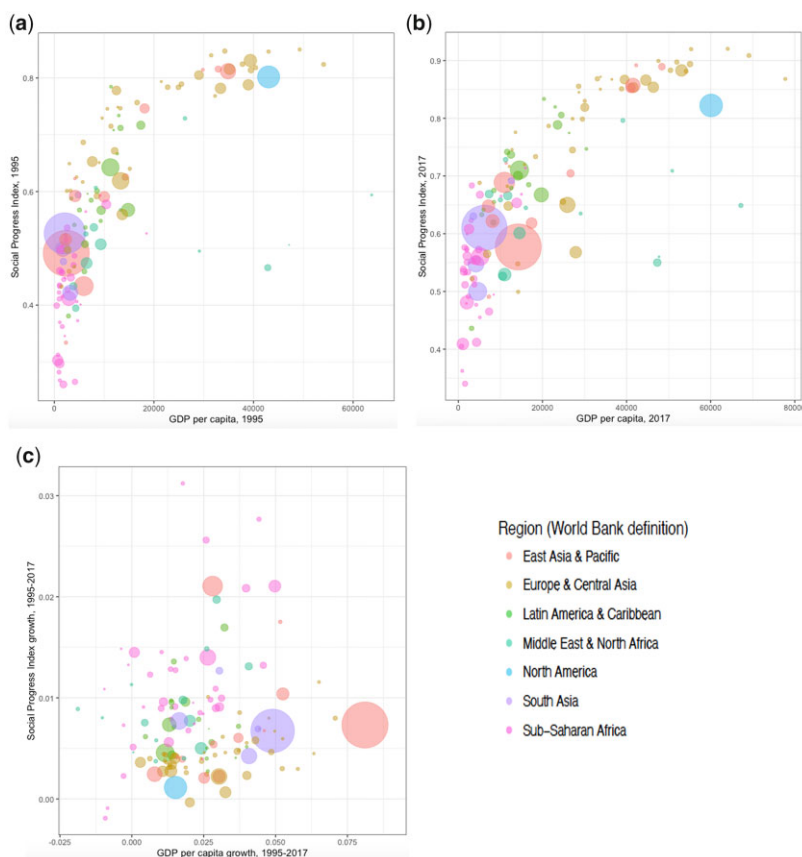 (a)
Social Progress Index, 1995
0.8
0.6
0.4
0
20000
40000
60000
GDP per capita, 1995
(b)
Social Progress Index, 2017
0.9
0.8
0.7
0.6
0.5
0.4
0
20000
40000
60000
80000
GDP per capita, 2017
(c)
Social Progress Index growth, 1995-2017
0.03
0.02
0.01
0.00
-0.025
0.000
0.025
0.050
0.075
GDP per capita growth, 1995-2017
Region (World Bank definition)
East Asia & Pacific
Europe & Central Asia
Latin America & Caribbean
Middle East & North Africa
North America
South Asia
Sub-Saharan Africa